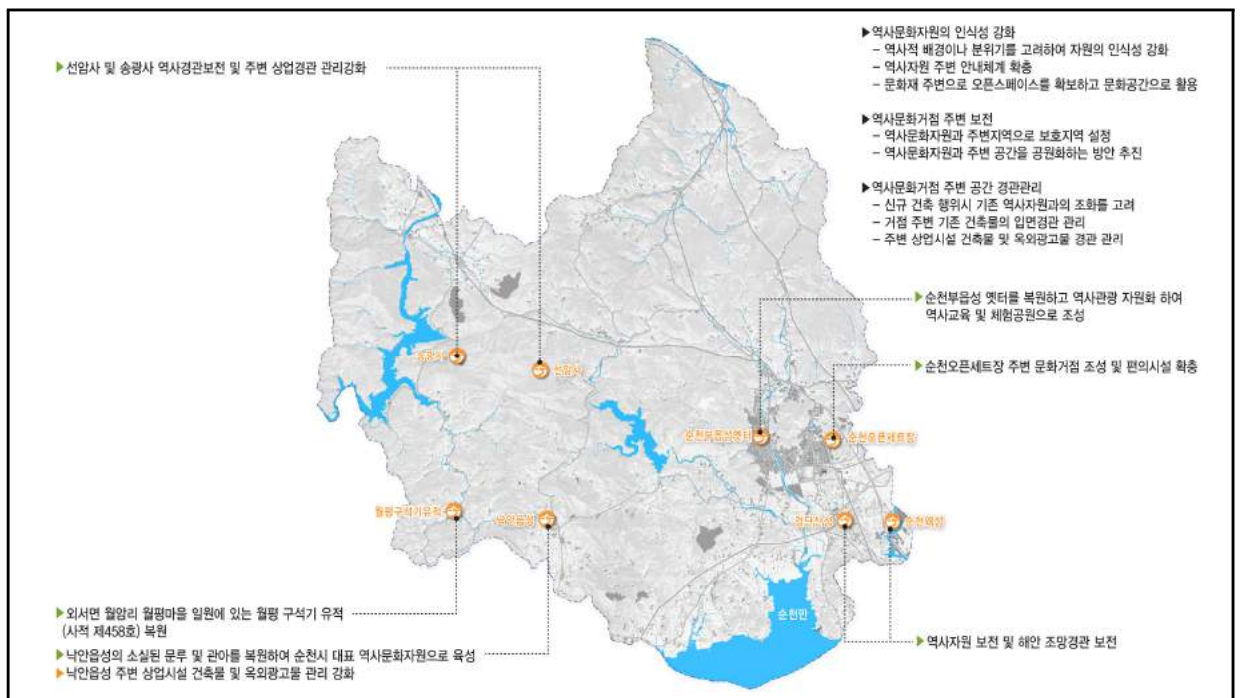 ▶역사문화자원의 인식성 강화
- 역사적 배경이나 분위기를 고려하여 자원의 인식성 강화
- 역사자원 주변 안내체계 확충
- 문화재 주변으로 오픈스페이스를 확보하고 문화공간으로 활용
▶역사문화거점 주변 보전
- 역사문화자원과 주변지역으로 보호지역 설정
- 역사문화자원과 주변 공간을 공원화하는 방안 추진
▶역사문화거점 주변 공간 경관관리
- 신규 건축 행위시 기존 역사자원과의 조화를 고려
- 거점 주변 기존 건축물의 입면경관 관리
- 주변 상업시설 건축물 및 옥외광고물 경관 관리
▶선암사 및 송광사 역사경관보전 및 주변 상업경관 관리강화
▶순천부읍성 옛터를 복원하고 역사관광 자원화 하여
역사교육 및 체험공원으로 조성
▶순천오픈세트장 주변 문화거점 조성 및 편의시설 확충
송광사
선암사
순천부읍성옛터
순천오픈세트장
월평구석기유적
낙안읍성
검단산성
순천왜성
순천만
▶외서면 월암리 월평마을 일원에 있는 월평 구석기 유적
(사적 제458호) 복원
▶낙안읍성의 소실된 문루 및 관아를 복원하여 순천시 대표 역사문화자원으로 육성
▶낙안읍성 주변 상업시설 건축물 및 옥외광고물 관리 강화
▶역사자원 보전 및 해안 조망경관 보전